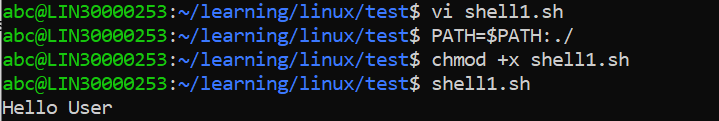 abc@LIN30000253:~/learning/linux/test$ vi shell1.sh
abc@LIN30000253:~/learning/linux/test$ PATH=$PATH:./
abc@LIN30000253:~/learning/linux/test$ chmod +x shell1.sh
abc@LIN30000253:~/learning/linux/test$ shell1.sh
Hello User